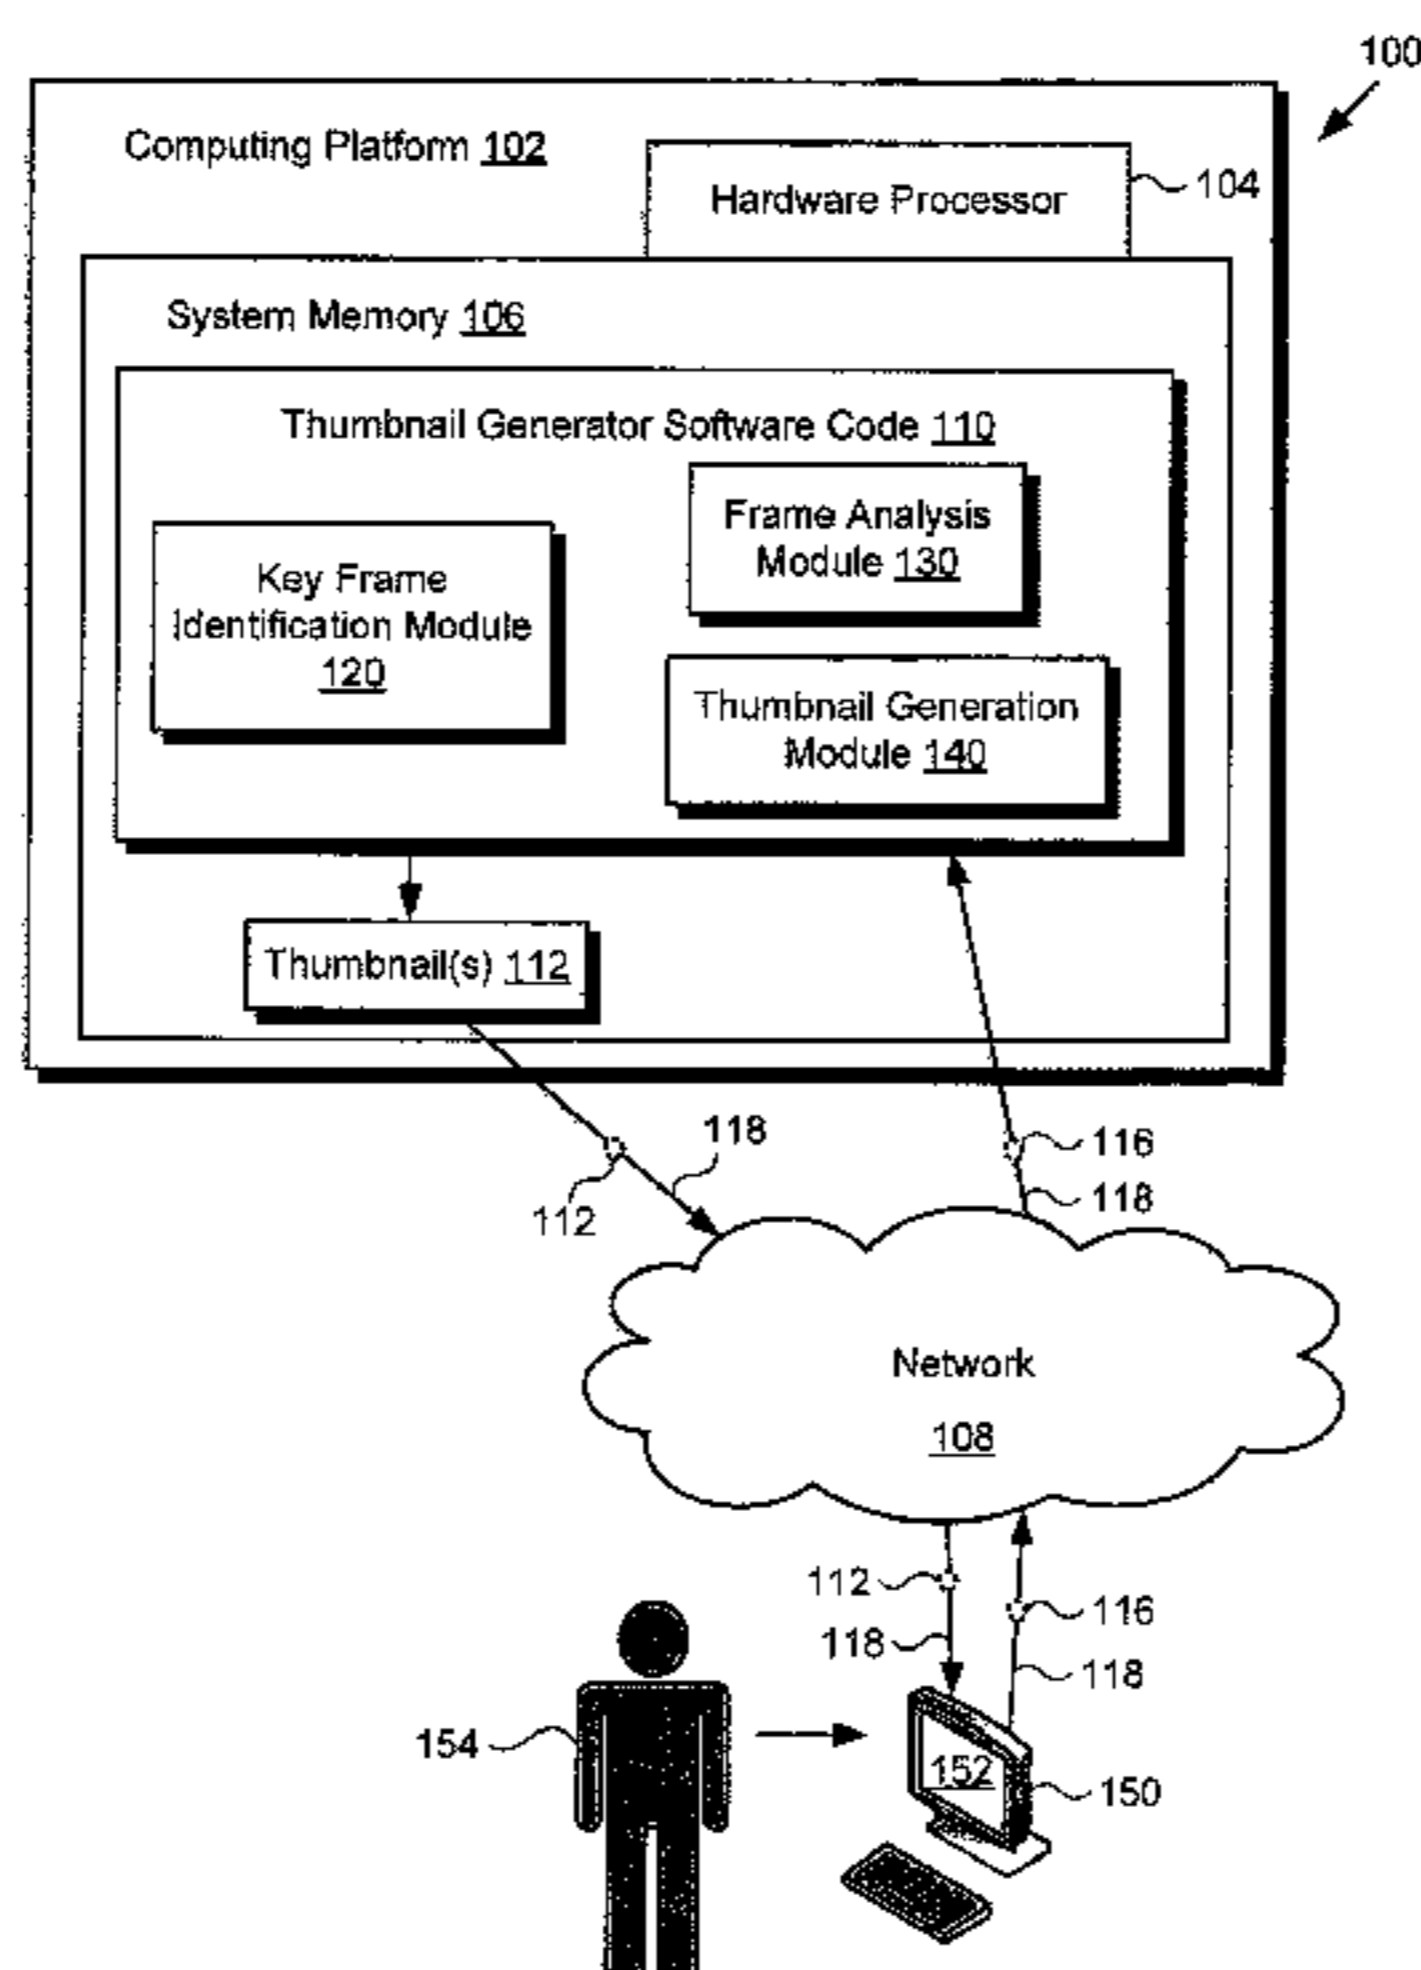 100
Computing Platform 102
Hardware Processor
104
System Memory 106
Thumbnail Generator Software Code 110
Frame Analysis
Module 130
Key Frame
Identification Module
120
Thumbnail Generation
Module 140
Thumbnail(s) 112
118
116
112
118
Network
108
112
116
118
118
154
152
150